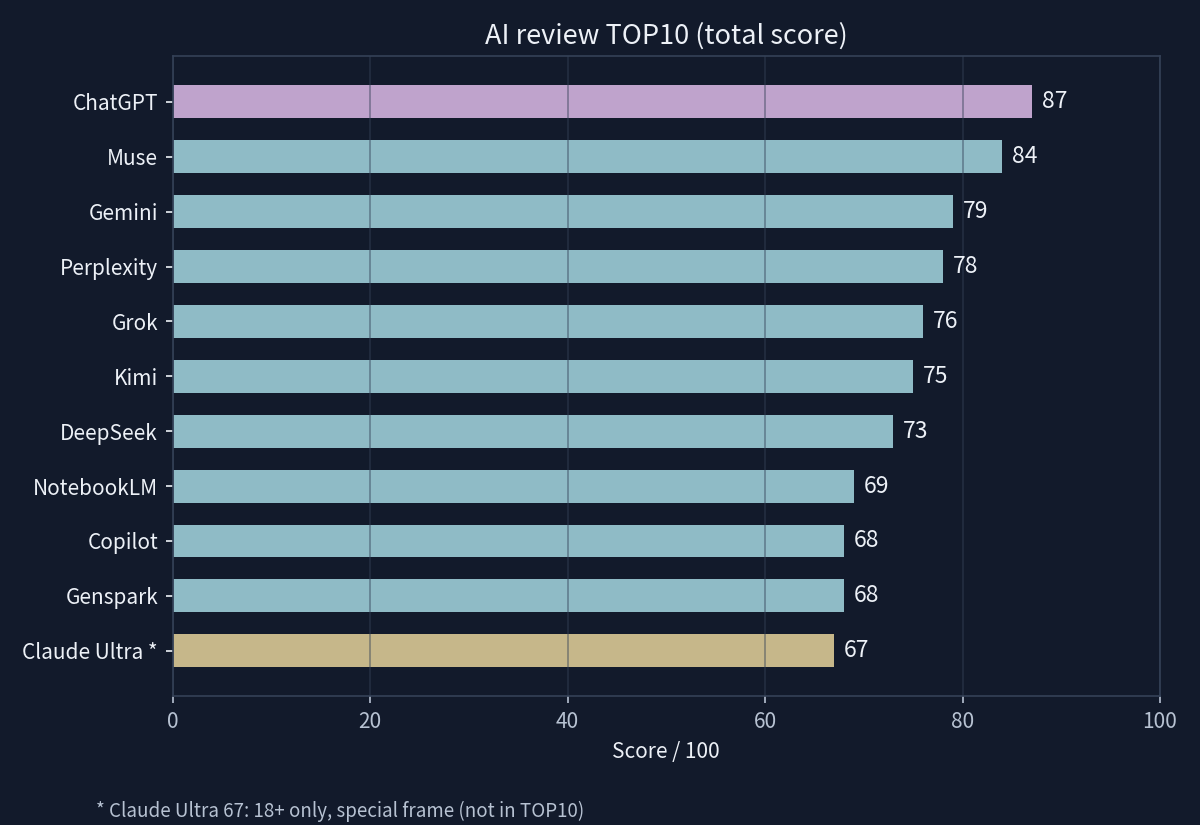 AI review TOP10 (total score)
ChatGPT 87
Muse 84
Gemini 79
Perplexity 78
Grok 76
Kimi 75
DeepSeek 73
NotebookLM 69
Copilot 68
Genspark 68
Claude Ultra * 67
0 20 40 60 80 100
Score / 100
* Claude Ultra 67: 18+ only, special frame (not in TOP10)